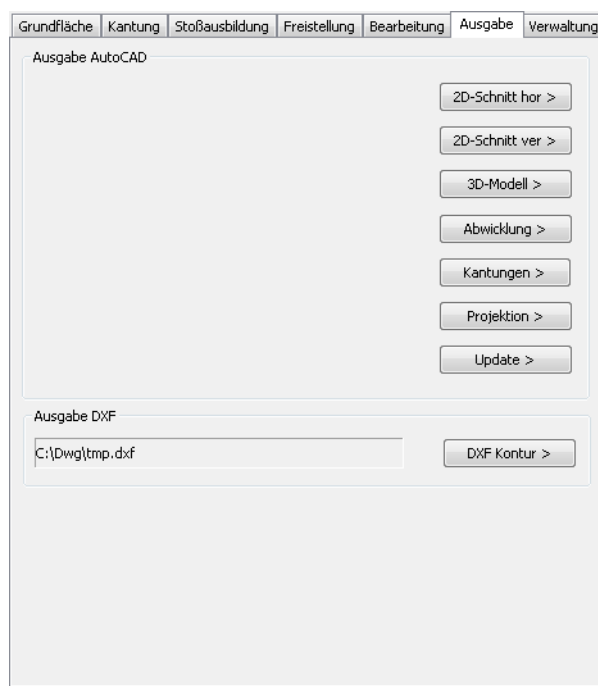 Grundfläche Kantung Stoßausbildung Freistellung Bearbeitung Ausgabe Verwaltung
Ausgabe AutoCAD
2D-Schnitt hor >
2D-Schnitt ver >
3D-Modell >
Abwicklung >
Kantungen >
Projektion >
Update >
Ausgabe DXF
C:\Dwg\tmp.dxf DXF Kontur >